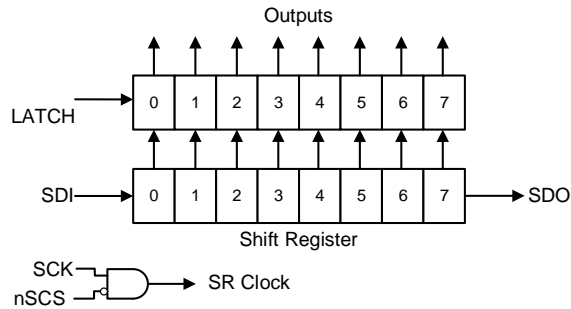 Outputs
LATCH
0 1 2 3 4 5 6 7
SDI
0 1 2 3 4 5 6 7
SDO
Shift Register
SCK
nSCS
SR Clock